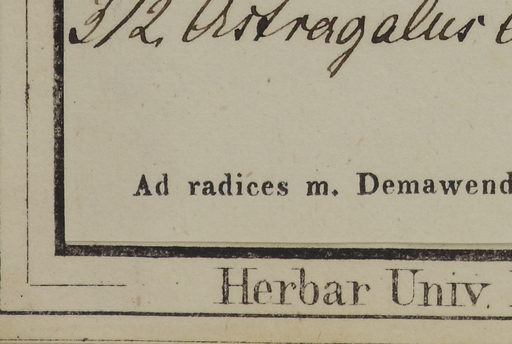 312 Astragalus
Ad radices m. Demawend
Herbar Univ.